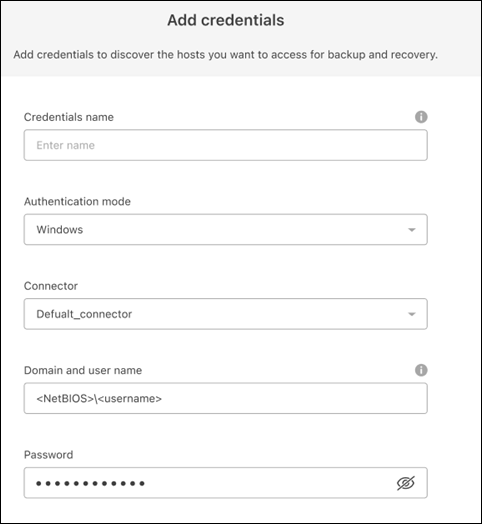 Add credentials
Add credentials to discover the hosts you want to access for backup and recovery.
Credentials name
Enter name
Authentication mode
Windows
Connector
Defualt_connector
Domain and user name
<NetBIOS>\<username>
Password
••••••••••••